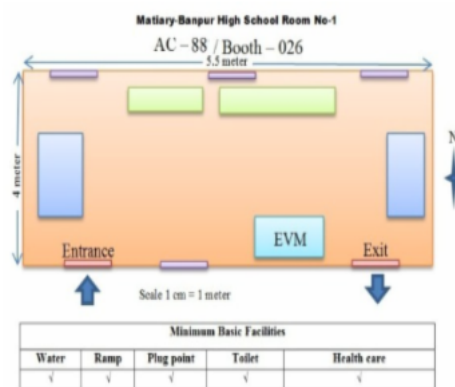 Matiary-Banpur High School Room No-1
AC – 88 / Booth – 026
5.5 meter
4 meter
N
EVM
Entrance
Exit
Scale 1 cm = 1 meter
Minimum Basic Facilities
Water Ramp Plug point Toilet Health care
√ √ √ √ √